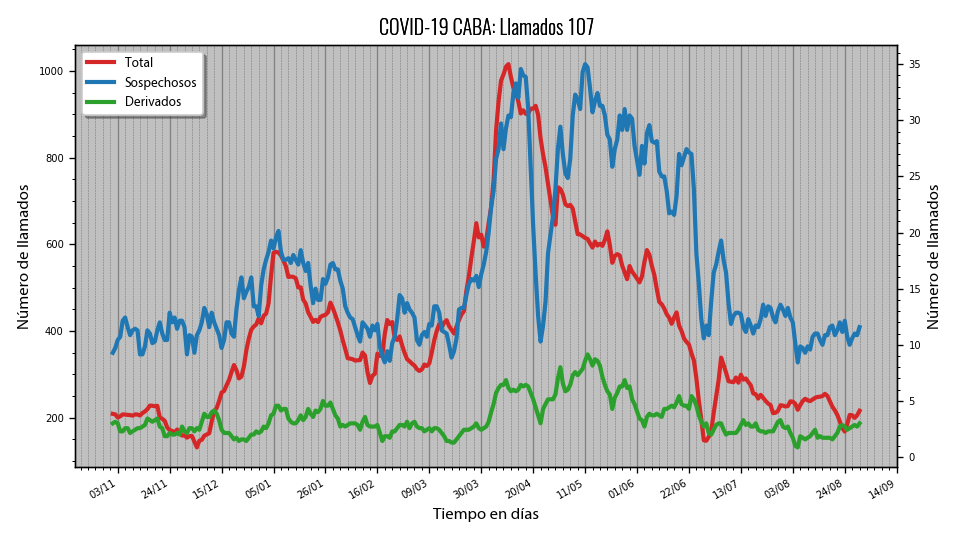 COVID-19 CABA: Llamados 107
Total
Sospechosos
Derivados
Número de llamados
1000
800
600
400
200
35
30
25
20
15
10
5
0
Número de llamados
03/11 24/11 15/12 05/01 26/01 16/02 09/03 30/03 20/04 11/05 01/06 22/06 13/07 03/08 24/08 14/09
Tiempo en días